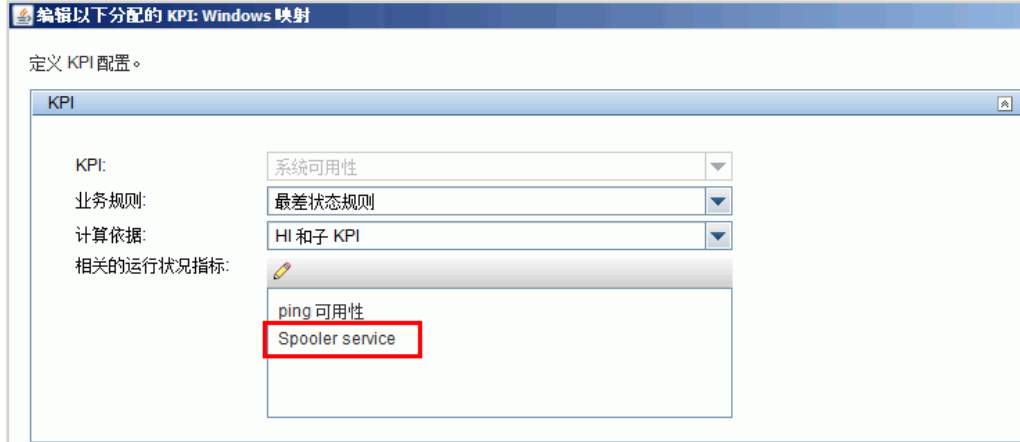 编辑以下分配的 KPI: Windows 映射
定义 KPI 配置。
KPI
KPI: 系统可用性
业务规则: 最差状态规则
计算依据: HI 和子 KPI
相关的运行状况指标:
ping 可用性
Spooler service